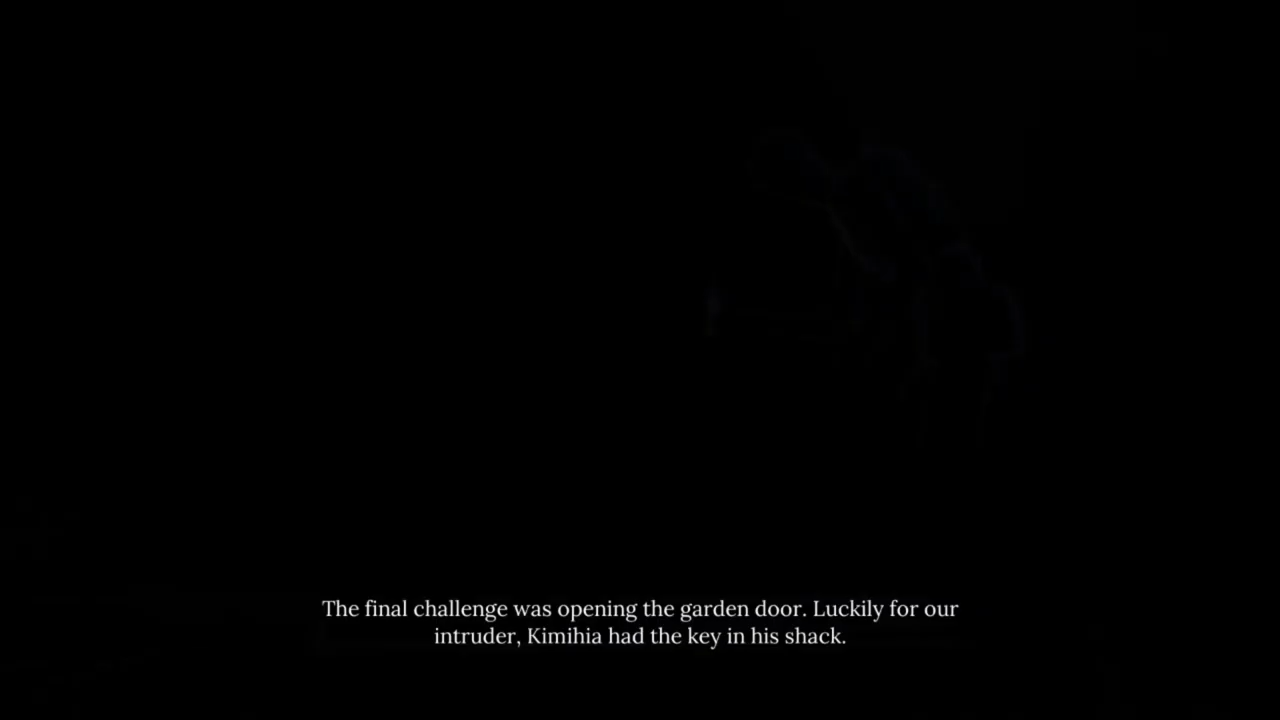 The final challenge was opening the garden door. Luckily for our
intruder, Kimihia had the key in his shack.